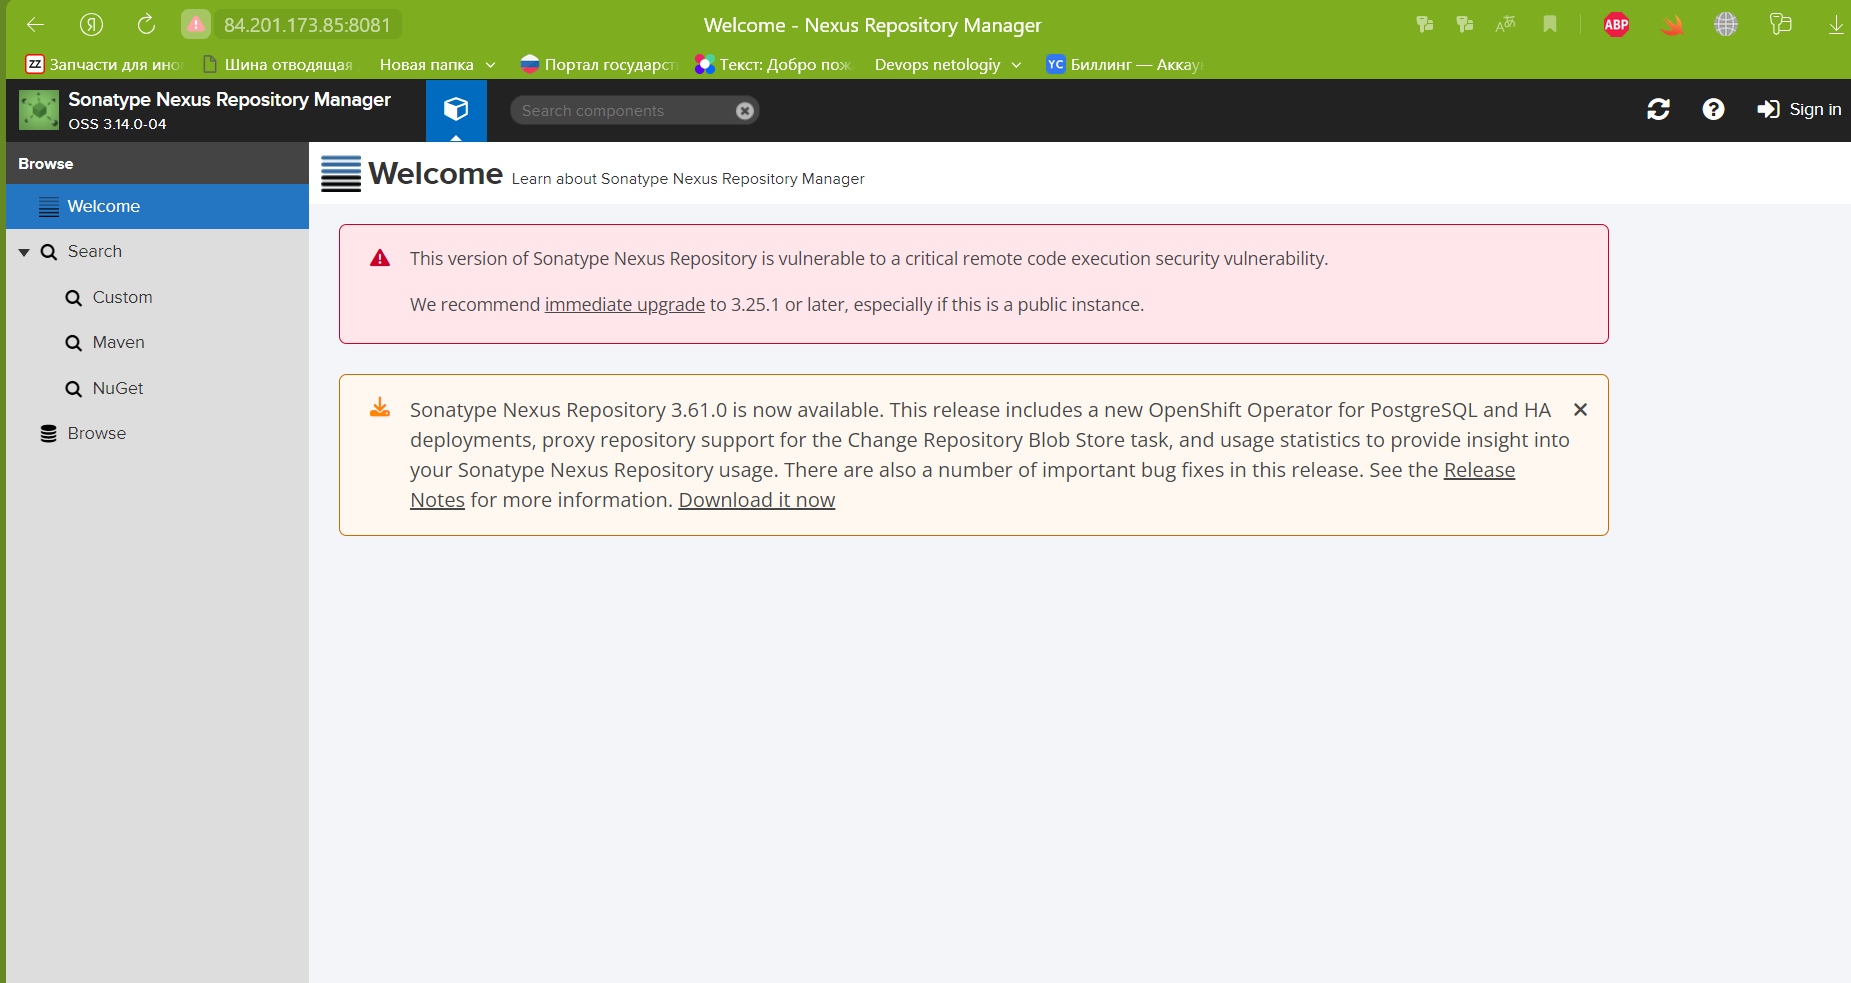 84.201.173.85:8081
Welcome - Nexus Repository Manager
ABP
ZZ Запчасти для ино
Шина отводящая
Новая папка
Портал государст
Текст: Добро пож
Devops netologiy
YC Биллинг — Аккау
Sonatype Nexus Repository Manager
OSS 3.14.0-04
Search components
Sign in
Browse
Welcome
Search
Custom
Maven
NuGet
Browse
Welcome Learn about Sonatype Nexus Repository Manager
This version of Sonatype Nexus Repository is vulnerable to a critical remote code execution security vulnerability.
We recommend immediate upgrade to 3.25.1 or later, especially if this is a public instance.
Sonatype Nexus Repository 3.61.0 is now available. This release includes a new OpenShift Operator for PostgreSQL and HA
deployments, proxy repository support for the Change Repository Blob Store task, and usage statistics to provide insight into
your Sonatype Nexus Repository usage. There are also a number of important bug fixes in this release. See the Release
Notes for more information. Download it now